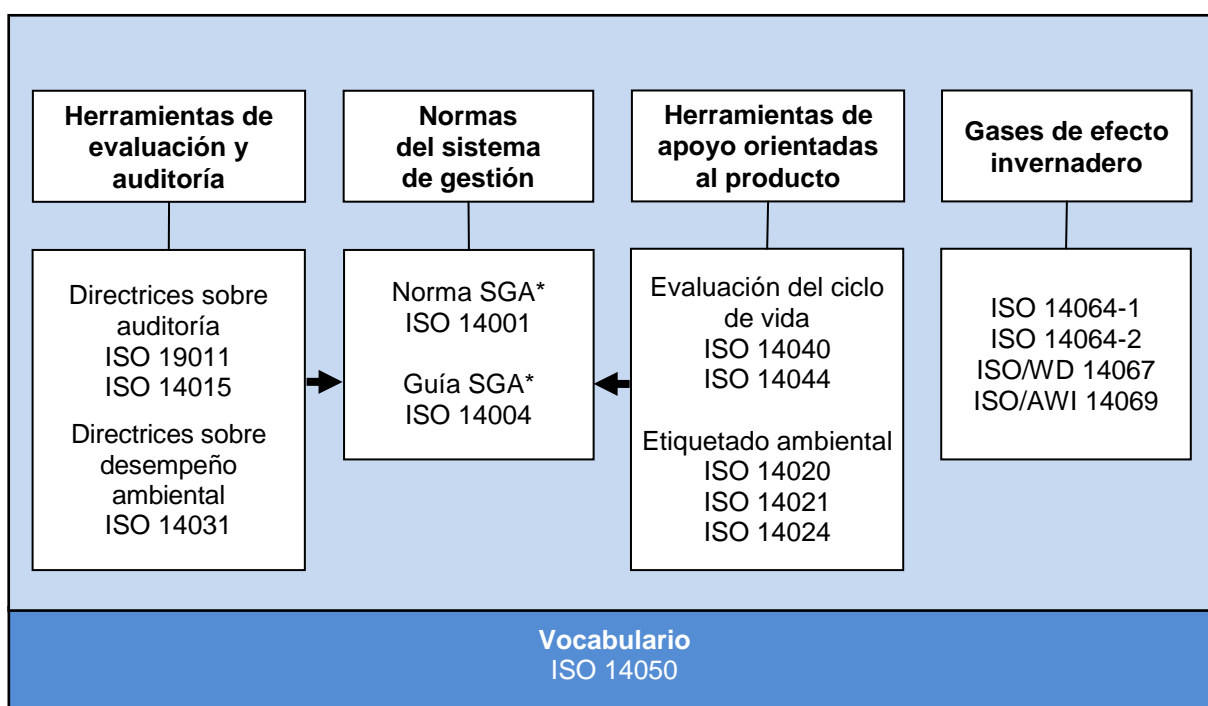 Herramientas de
evaluación y
auditoría
Normas
del sistema
de gestión
Herramientas de
apoyo orientadas
al producto
Gases de efecto
invernadero
Directrices sobre
auditoría
ISO 19011
ISO 14015
Directrices sobre
desempeño
ambiental
ISO 14031
Norma SGA*
ISO 14001
Guía SGA*
ISO 14004
Evaluación del ciclo
de vida
ISO 14040
ISO 14044
Etiquetado ambiental
ISO 14020
ISO 14021
ISO 14024
ISO 14064-1
ISO 14064-2
ISO/WD 14067
ISO/AWI 14069
Vocabulario
ISO 14050